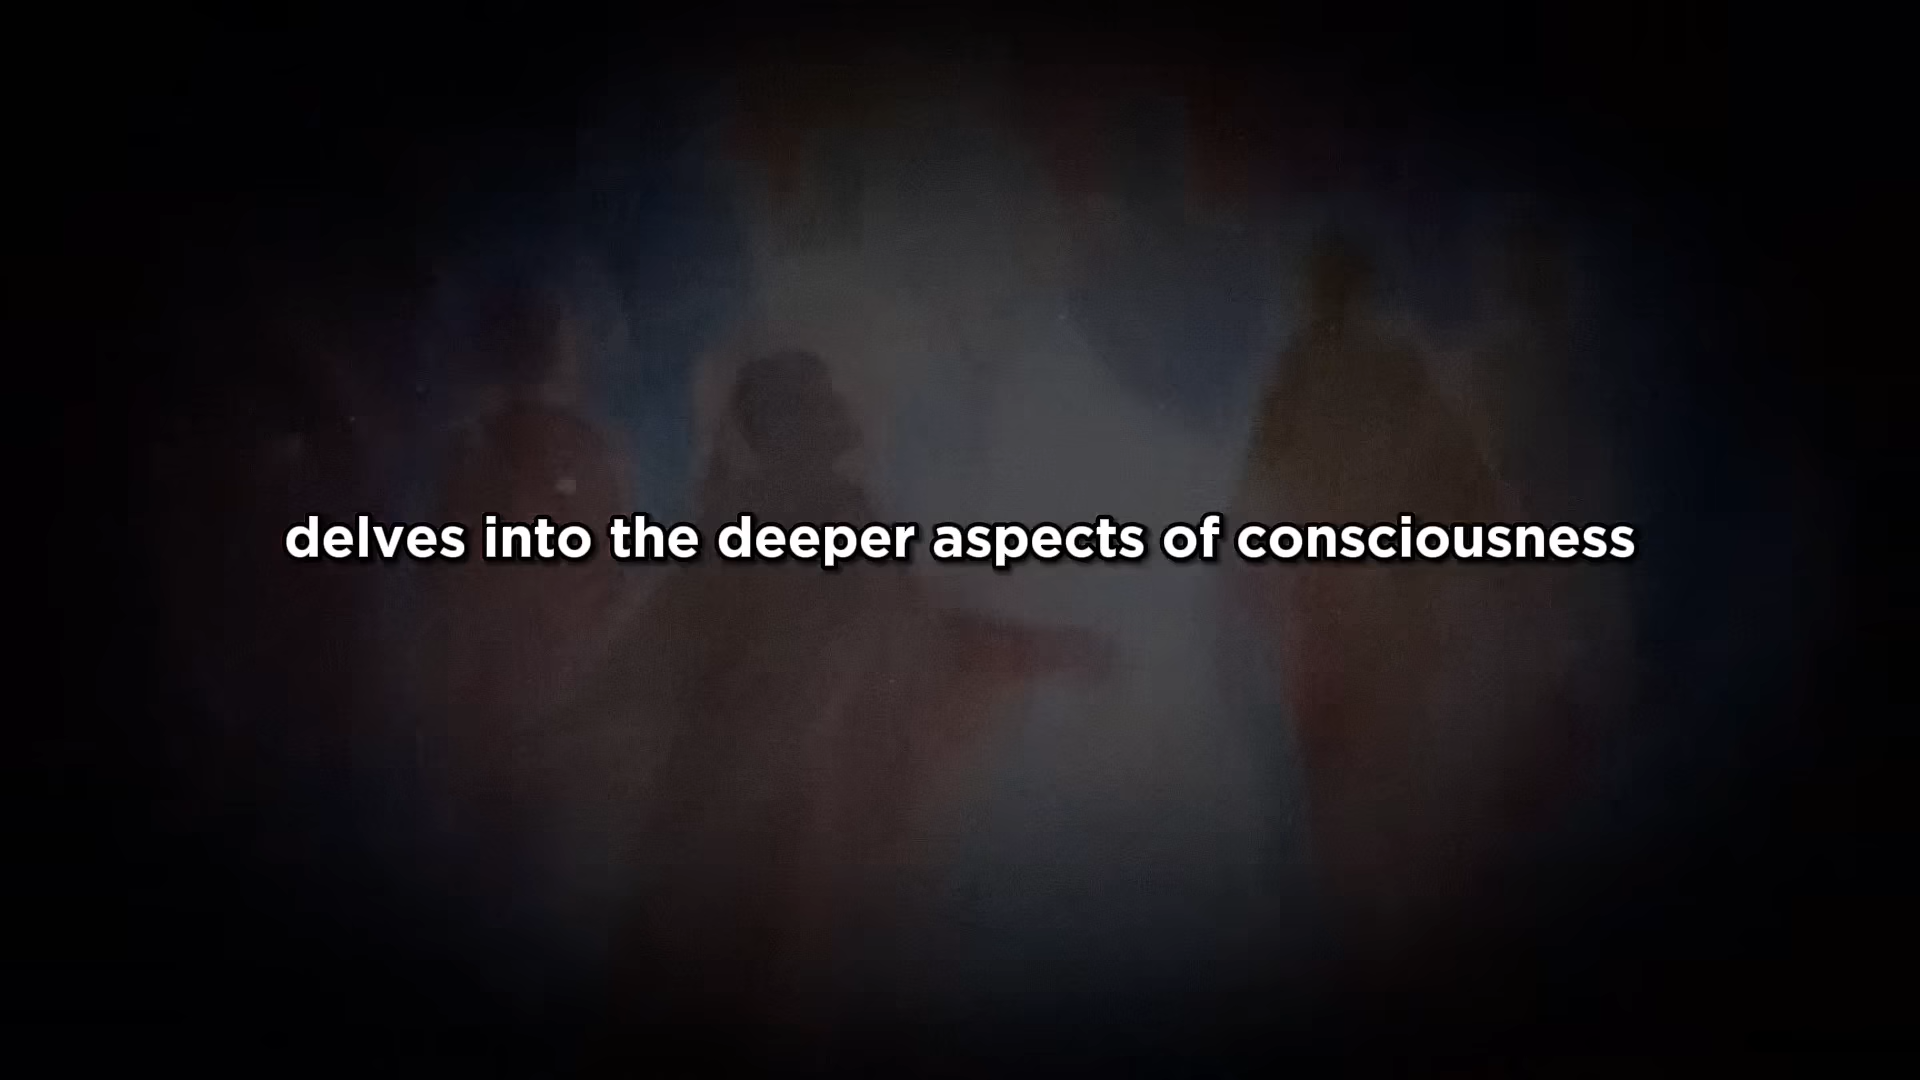 delves into the deeper aspects of consciousness